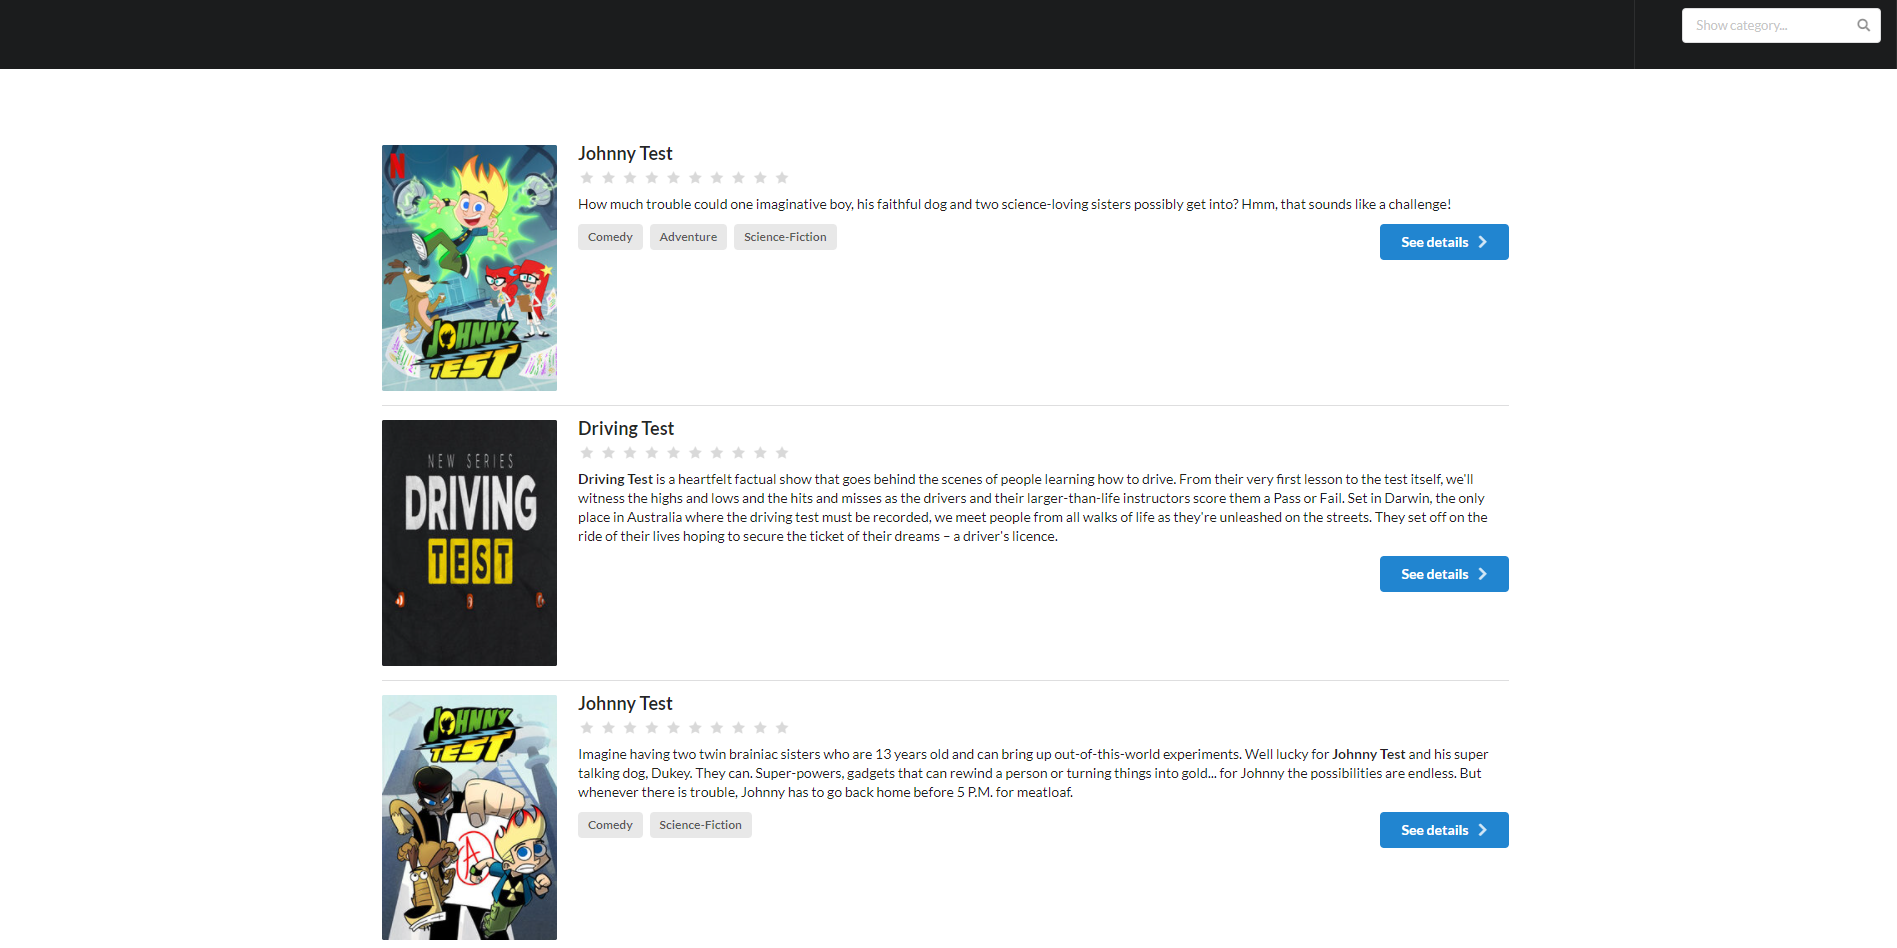 Show category...
N
JOHNNY
TEST
Johnny Test
How much trouble could one imaginative boy, his faithful dog and two science-loving sisters possibly get into? Hmm, that sounds like a challenge!
Comedy
Adventure
Science-Fiction
See details
NEW SERIES
DRIVING
TEST
Driving Test
Driving Test is a heartfelt factual show that goes behind the scenes of people learning how to drive. From their very first lesson to the test itself, we'll
witness the highs and lows and the hits and misses as the drivers and their larger-than-life instructors score them a Pass or Fail. Set in Darwin, the only
place in Australia where the driving test must be recorded, we meet people from all walks of life as they're unleashed on the streets. They set off on the
ride of their lives hoping to secure the ticket of their dreams – a driver's licence.
See details
JOHNNY
TEST
A
Johnny Test
Imagine having two twin brainiac sisters who are 13 years old and can bring up out-of-this-world experiments. Well lucky for Johnny Test and his super
talking dog, Dukey. They can. Super-powers, gadgets that can rewind a person or turning things into gold... for Johnny the possibilities are endless. But
whenever there is trouble, Johnny has to go back home before 5 P.M. for meatloaf.
Comedy
Science-Fiction
See details